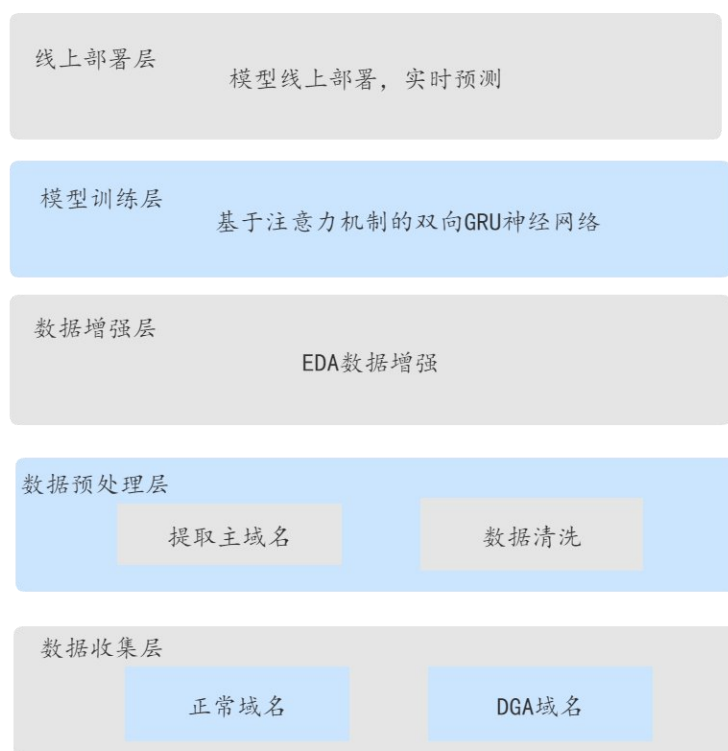 线上部署层
模型线上部署，实时预测
模型训练层
基于注意力机制的双向GRU神经网络
数据增强层
EDA数据增强
数据预处理层
提取主域名
数据清洗
数据收集层
正常域名
DGA域名